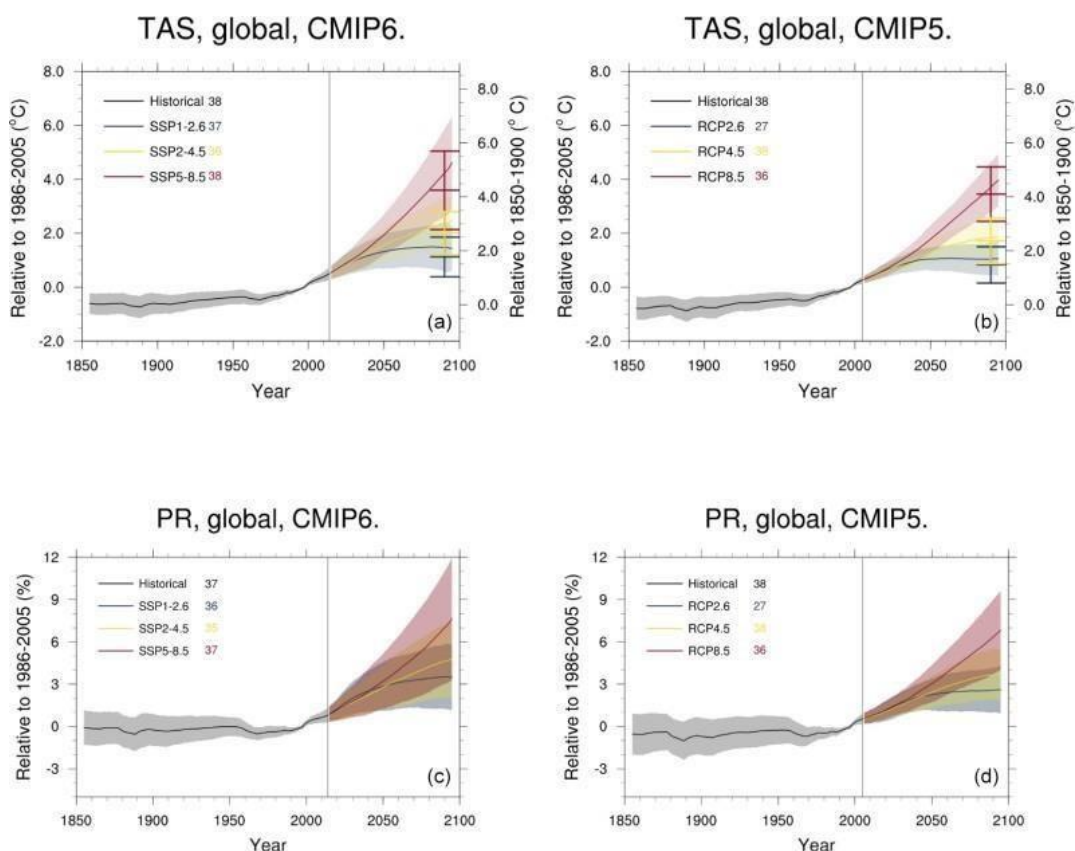 TAS, global, CMIP6.
8.0
6.0
4.0
2.0
0.0
-2.0
Relative to 1986-2005 (°C)
Historical 38
SSP1-2.6 37
SSP2-4.5 36
SSP5-8.5 38
(a)
8.0
6.0
4.0
2.0
0.0
Relative to 1850-1900 (°C)
1850 1900 1950 2000 2050 2100
Year
TAS, global, CMIP5.
8.0
6.0
4.0
2.0
0.0
-2.0
Relative to 1986-2005 (°C)
Historical 38
RCP2.6 27
RCP4.5 38
RCP8.5 36
(b)
8.0
6.0
4.0
2.0
0.0
Relative to 1850-1900 (°C)
1850 1900 1950 2000 2050 2100
Year
PR, global, CMIP6.
12
9
6
3
0
-3
Relative to 1986-2005 (%)
Historical 37
SSP1-2.6 36
SSP2-4.5 35
SSP5-8.5 37
(c)
1850 1900 1950 2000 2050 2100
Year
PR, global, CMIP5.
12
9
6
3
0
-3
Relative to 1986-2005 (%)
Historical 38
RCP2.6 27
RCP4.5 38
RCP8.5 36
(d)
1850 1900 1950 2000 2050 2100
Year